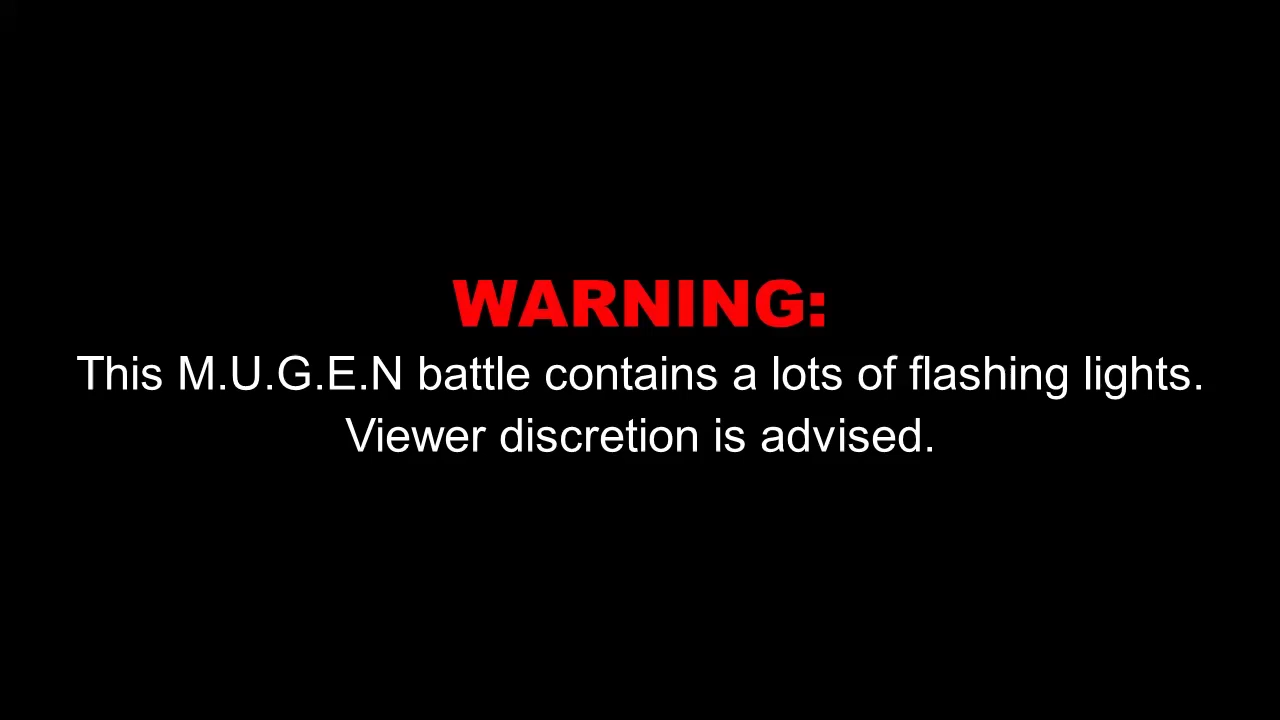 WARNING:
This M.U.G.E.N battle contains a lots of flashing lights.
Viewer discretion is advised.